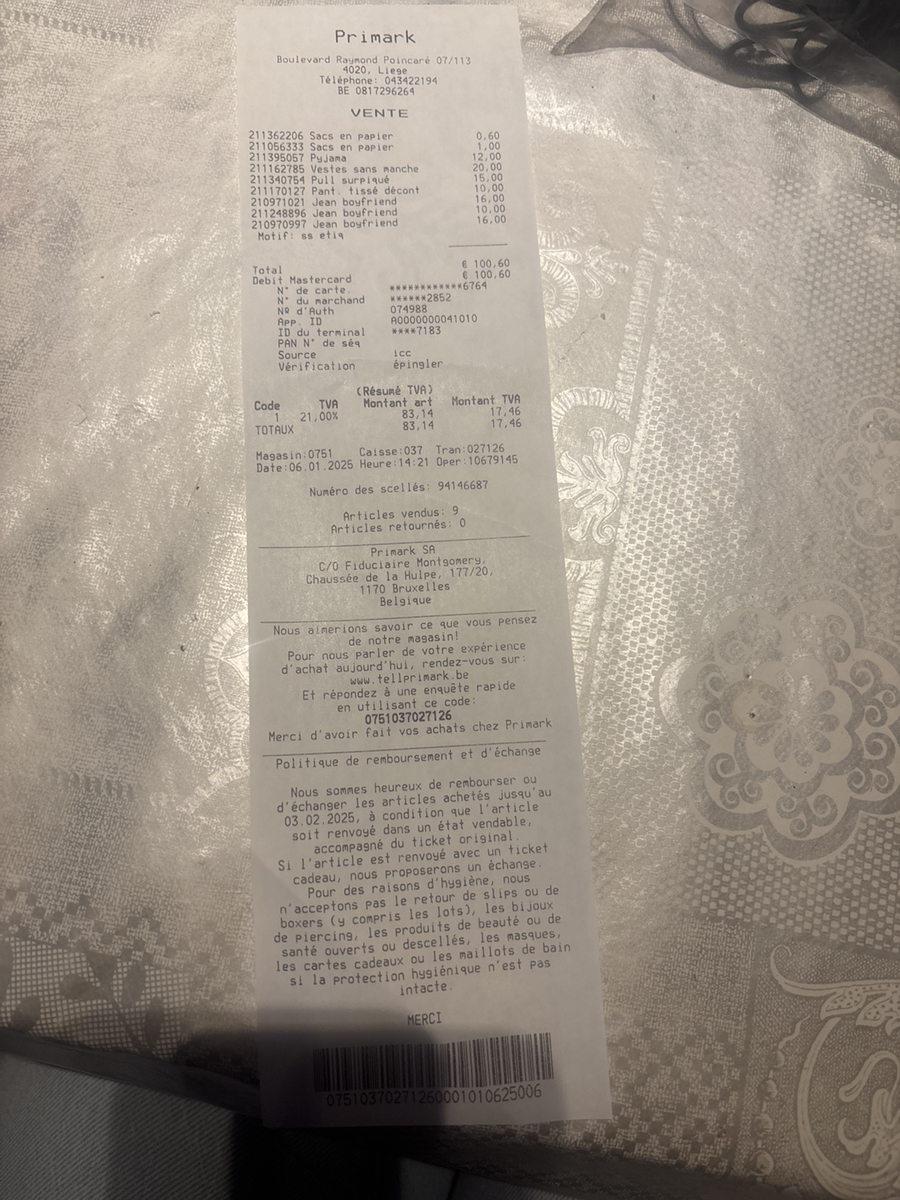 Primark
Boulevard Raymond Poincaré 07/113
4020, Liege
Téléphone: 043422194
BE 0817296264
VENTE
211362206 Sacs en papier 0,60
211056333 Sacs en papier 1,00
211395057 Pyjama 12,00
211162785 Vestes sans manche 20,00
211340754 Pull surpiqué 15,00
211170127 Pant. tissé décont 10,00
210971021 Jean boyfriend 16,00
211248896 Jean boyfriend 10,00
210970997 Jean boyfriend 16,00
Motif: ss etiq
Total € 100,60
Debit Mastercard € 100,60
N° de carte. ************6764
N° du marchand ******2852
Nº d'Auth 074988
App. ID A0000000041010
ID du terminal ****7183
PAN N° de séq
Source icc
Vérification épingler
(Résumé TVA)
Code TVA Montant art Montant TVA
1 21,00% 83,14 17,46
TOTAUX 83,14 17,46
Magasin:0751 Caisse:037 Tran:027126
Date:06.01.2025 Heure:14:21 Oper:10679145
Numéro des scellés: 94146687
Articles vendus: 9
Articles retournés: 0
Primark SA
C/O Fiduciaire Montgomery,
Chaussée de la Hulpe, 177/20,
1170 Bruxelles
Belgique
Nous aimerions savoir ce que vous pensez
de notre magasin!
Pour nous parler de votre expérience
d'achat aujourd'hui, rendez-vous sur:
www.tellprimark.be
Et répondez à une enquête rapide
en utilisant ce code:
0751037027126
Merci d'avoir fait vos achats chez Primark
Politique de remboursement et d'échange
Nous sommes heureux de rembourser ou
d'échanger les articles achetés jusqu'au
03.02.2025, à condition que l'article
soit renvoyé dans un état vendable,
accompagné du ticket original.
Si l'article est renvoyé avec un ticket
cadeau, nous proposerons un échange.
Pour des raisons d'hygiène, nous
n'acceptons pas le retour de slips ou de
boxers (y compris les lots), les bijoux
de piercing, les produits de beauté ou de
santé ouverts ou descellés, les masques,
les cartes cadeaux ou les maillots de bain
si la protection hygiénique n'est pas
intacte.
MERCI
07510370271260001010625006